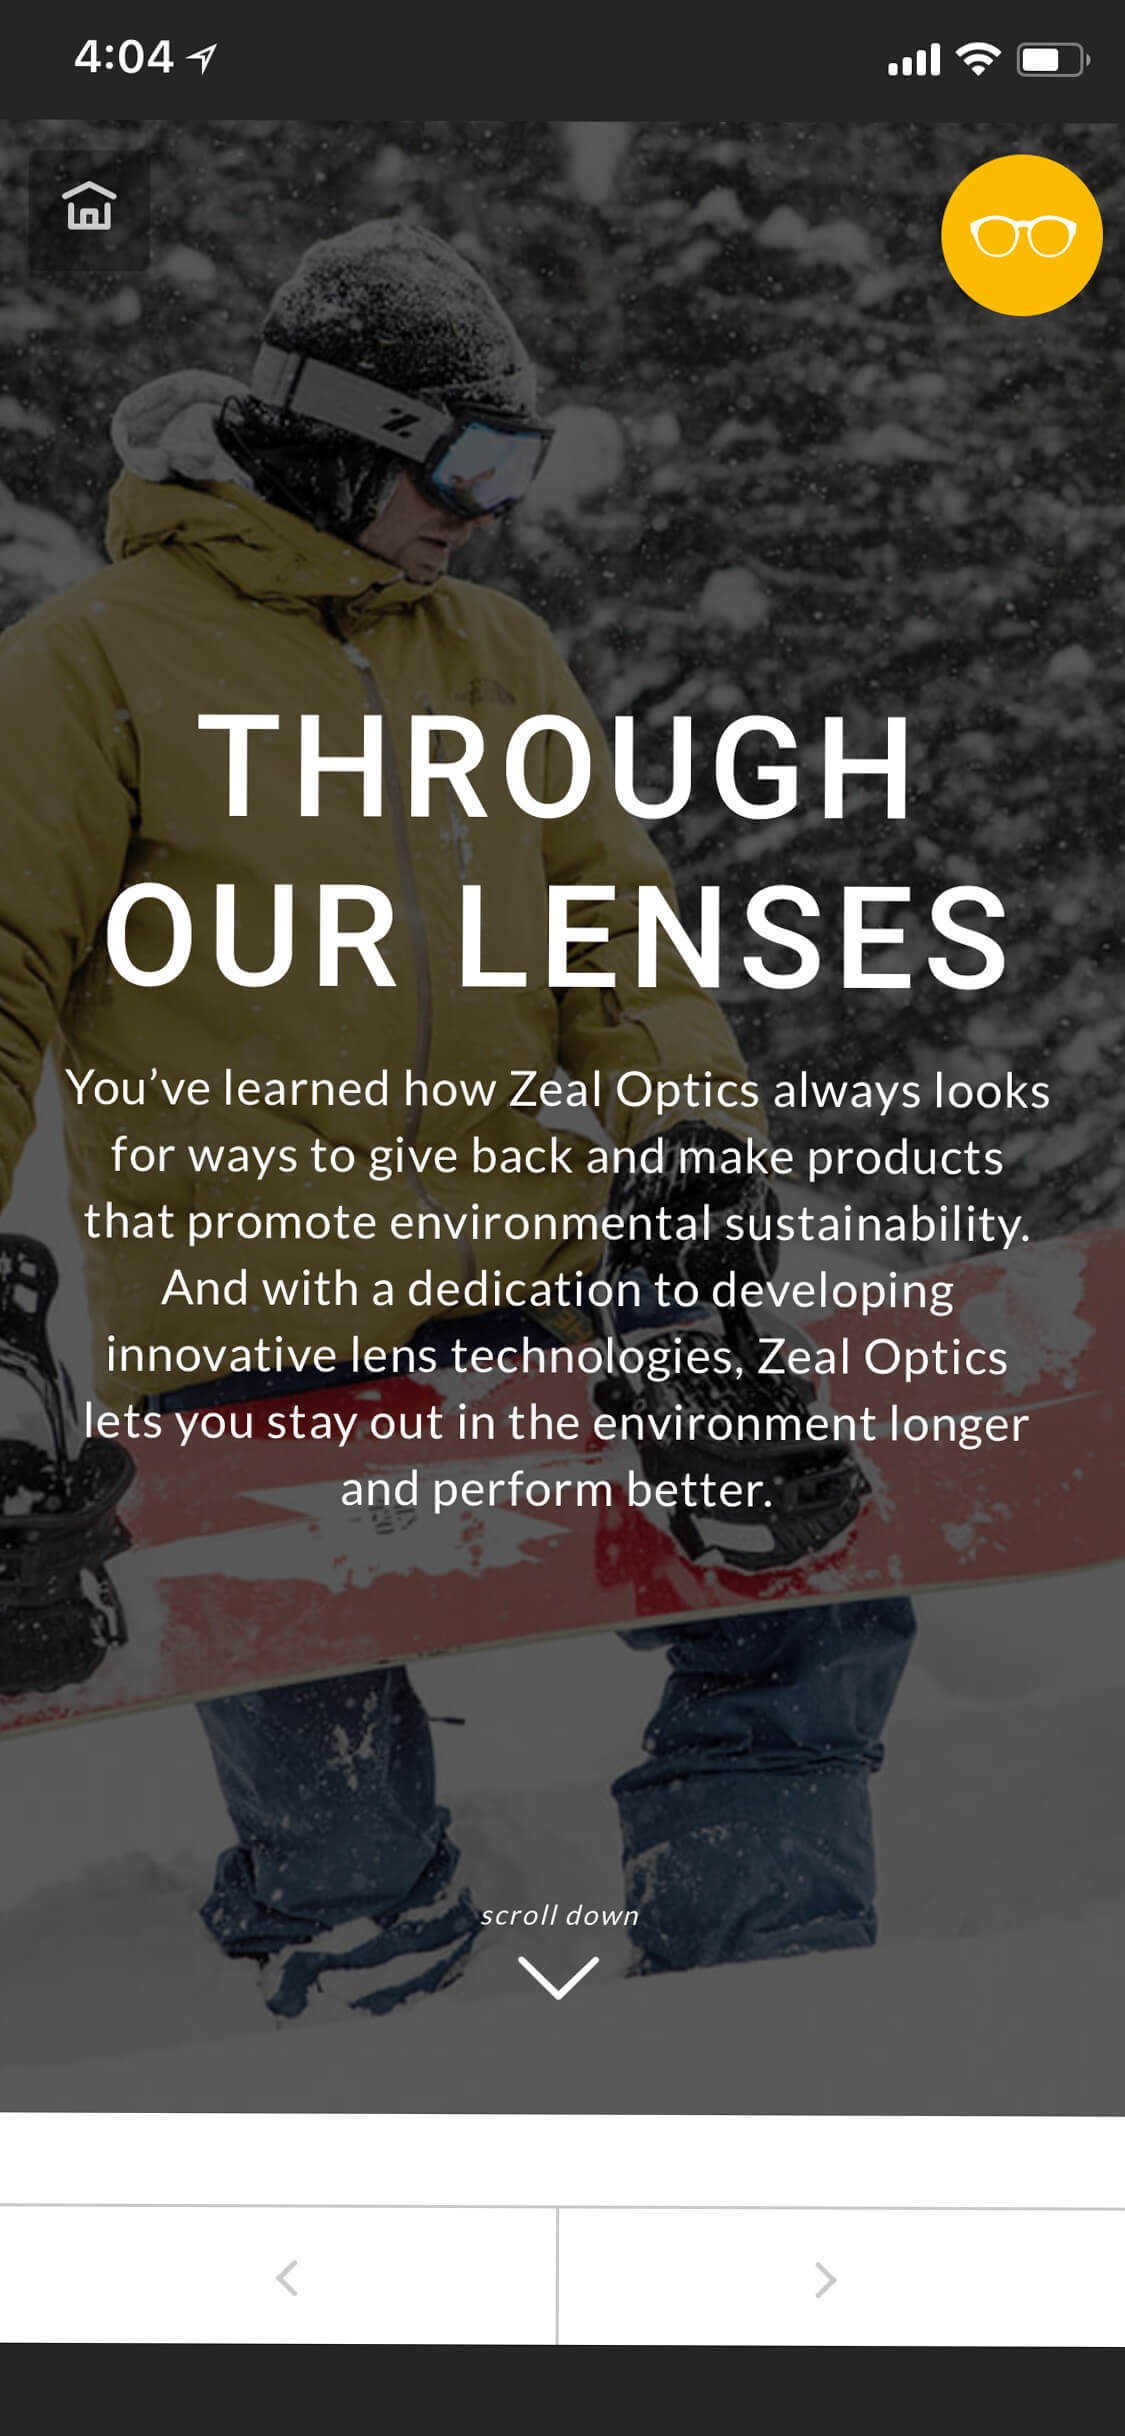 4:04
THROUGH
OUR LENSES
You’ve learned how Zeal Optics always looks
for ways to give back and make products
that promote environmental sustainability.
And with a dedication to developing
innovative lens technologies, Zeal Optics
lets you stay out in the environment longer
and perform better.
scroll down